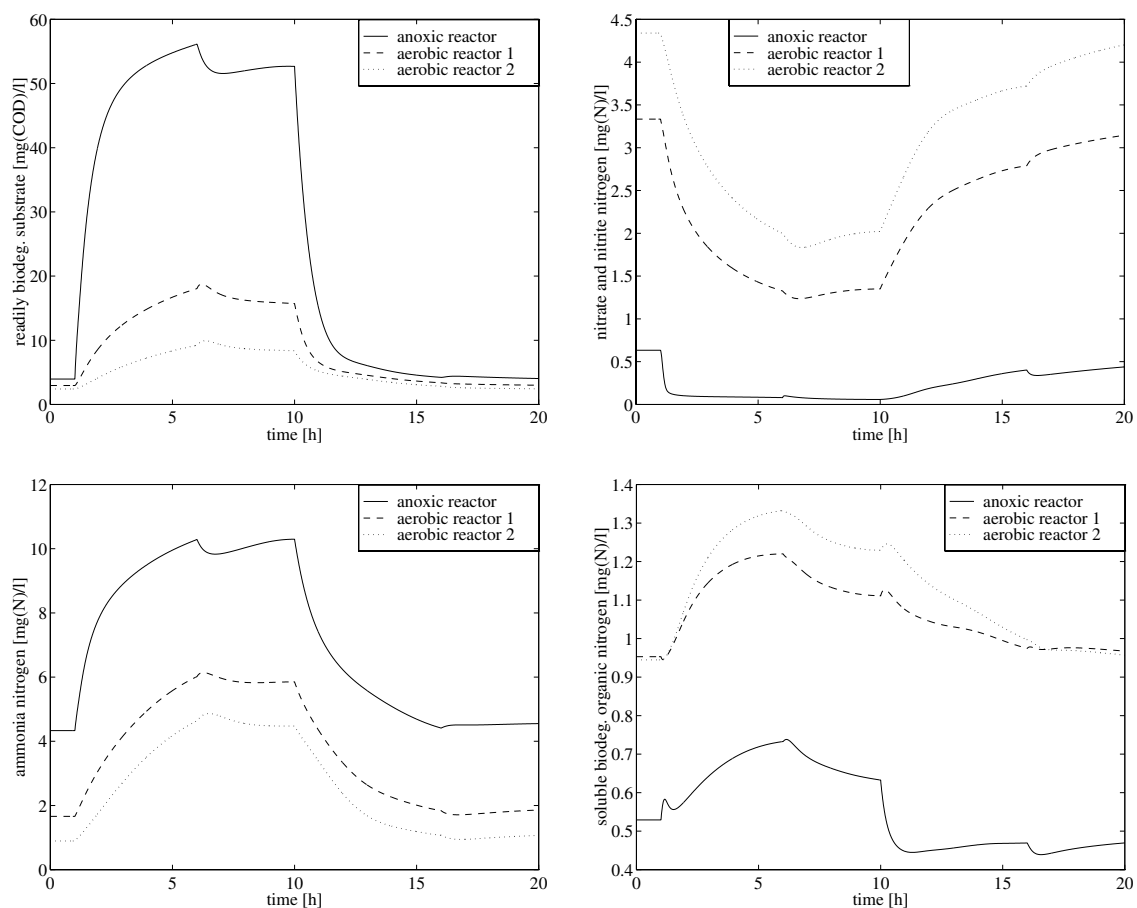 60
50
40
30
20
10
0
readily biodeg. substrate [mg(COD)/l]
anoxic reactor
aerobic reactor 1
aerobic reactor 2
0 5 10 15 20
time [h]
4.5
4
3.5
3
2.5
2
1.5
1
0.5
0
nitrate and nitrite nitrogen [mg(N)/l]
anoxic reactor
aerobic reactor 1
aerobic reactor 2
0 5 10 15 20
time [h]
12
10
8
6
4
2
0
ammonia nitrogen [mg(N)/l]
anoxic reactor
aerobic reactor 1
aerobic reactor 2
0 5 10 15 20
time [h]
1.4
1.3
1.2
1.1
1
0.9
0.8
0.7
0.6
0.5
0.4
soluble biodeg. organic nitrogen [mg(N)/l]
anoxic reactor
aerobic reactor 1
aerobic reactor 2
0 5 10 15 20
time [h]